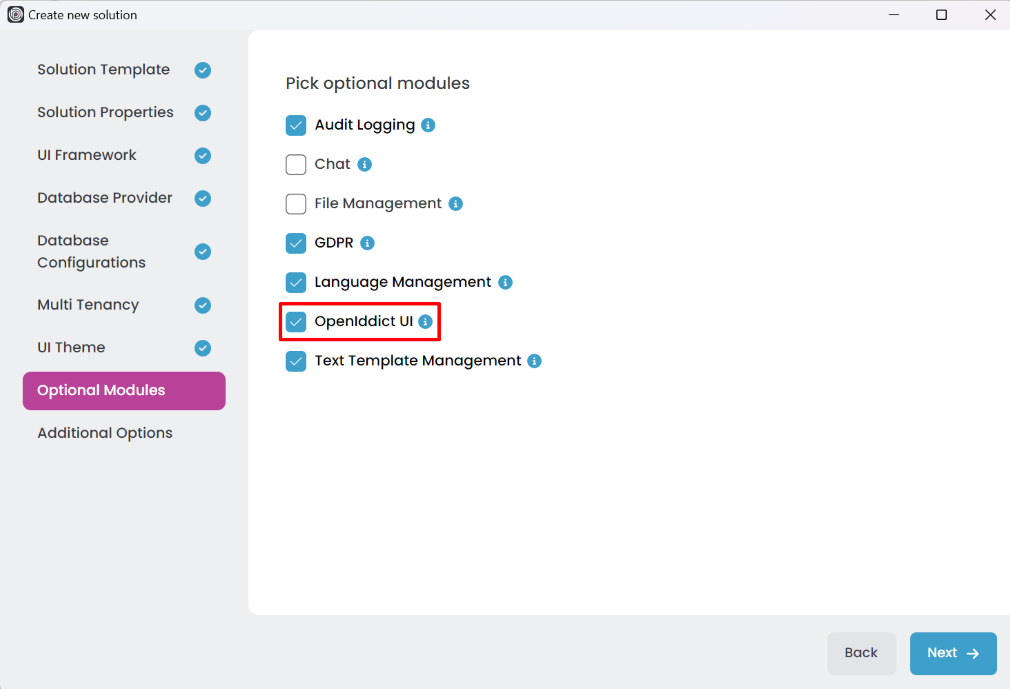 Create new solution
Solution Template
Solution Properties
UI Framework
Database Provider
Database
Configurations
Multi Tenancy
UI Theme
Optional Modules
Additional Options
Pick optional modules
Audit Logging
Chat
File Management
GDPR
Language Management
OpenIddict UI
Text Template Management
Back
Next